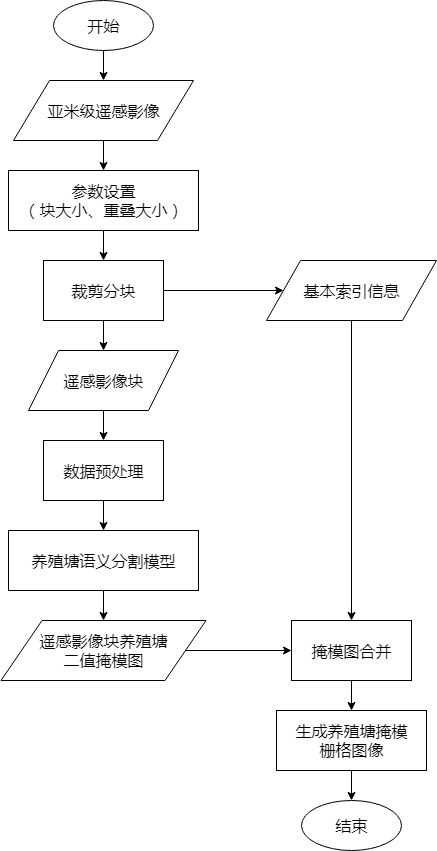 开始
亚米级遥感影像
参数设置
（块大小、重叠大小）
裁剪分块
基本索引信息
遥感影像块
数据预处理
养殖塘语义分割模型
遥感影像块养殖塘
二值掩模图
掩模图合并
生成养殖塘掩模
栅格图像
结束